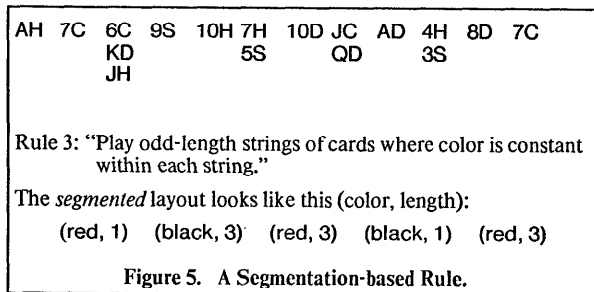 AH 7C 6C 9S 10H 7H 10D JC AD 4H 8D 7C
KD 5S QD 3S
JH
Rule 3: “Play odd-length strings of cards where color is constant
within each string.”
The segmented layout looks like this (color, length):
(red, 1) (black, 3) (red, 3) (black, 1) (red, 3)
Figure 5. A Segmentation-based Rule.